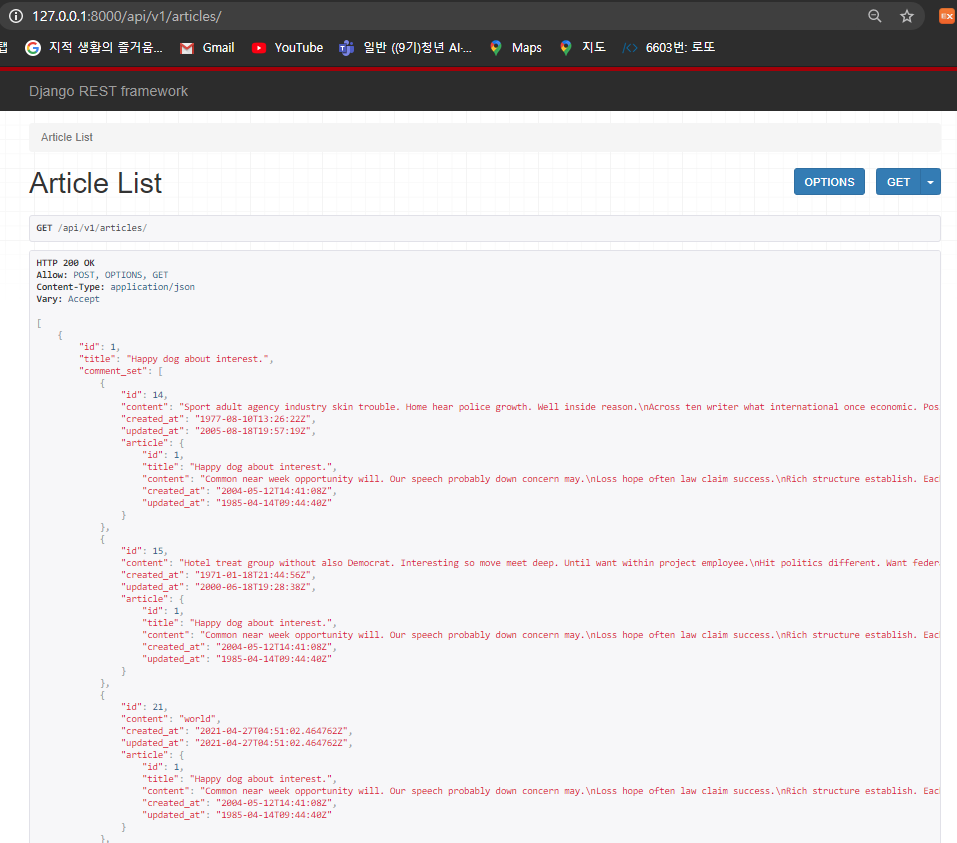 127.0.0.1:8000/api/v1/articles/
탭 지적 생활의 즐거움... Gmail YouTube 일반 ((9기)청년 AI-... Maps 지도 6603번: 로또
Django REST framework
Article List
Article List OPTIONS GET
GET /api/v1/articles/
HTTP 200 OK
Allow: POST, OPTIONS, GET
Content-Type: application/json
Vary: Accept
[
{
"id": 1,
"title": "Happy dog about interest.",
"comment_set": [
{
"id": 14,
"content": "Sport adult agency industry skin trouble. Home hear police growth. Well inside reason.\nAcross ten writer what international once economic. Pos
"created_at": "1977-08-10T13:26:22Z",
"updated_at": "2005-08-18T19:57:19Z",
"article": {
"id": 1,
"title": "Happy dog about interest.",
"content": "Common near week opportunity will. Our speech probably down concern may.\nLoss hope often law claim success.\nRich structure establish. Eac
"created_at": "2004-05-12T14:41:08Z",
"updated_at": "1985-04-14T09:44:40Z"
}
},
{
"id": 15,
"content": "Hotel treat group without also Democrat. Interesting so move meet deep. Until want within project employee.\nHit politics different. Want feder
"created_at": "1971-01-18T21:44:56Z",
"updated_at": "2000-06-18T19:28:38Z",
"article": {
"id": 1,
"title": "Happy dog about interest.",
"content": "Common near week opportunity will. Our speech probably down concern may.\nLoss hope often law claim success.\nRich structure establish. Eac
"created_at": "2004-05-12T14:41:08Z",
"updated_at": "1985-04-14T09:44:40Z"
}
},
{
"id": 21,
"content": "world",
"created_at": "2021-04-27T04:51:02.464762Z",
"updated_at": "2021-04-27T04:51:02.464762Z",
"article": {
"id": 1,
"title": "Happy dog about interest.",
"content": "Common near week opportunity will. Our speech probably down concern may.\nLoss hope often law claim success.\nRich structure establish. Eac
"created_at": "2004-05-12T14:41:08Z",
"updated_at": "1985-04-14T09:44:40Z"
}
},